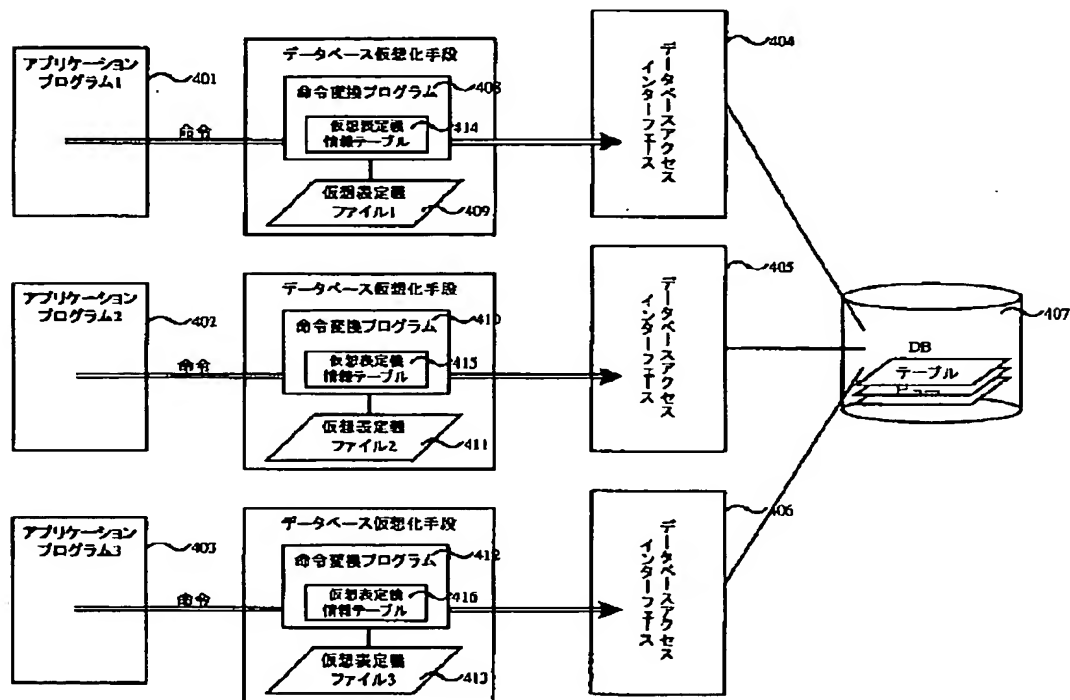 アプリケーション
プログラム1
401
命令
データベース仮想化手段
命令変換プログラム
408
仮想表定義
情報テーブル
414
仮想表定義
ファイル1
409
データベースアクセス
インターフェース
404
アプリケーション
プログラム2
402
命令
データベース仮想化手段
命令変換プログラム
410
仮想表定義
情報テーブル
415
仮想表定義
ファイル2
411
データベースアクセス
インターフェース
405
DB
テーブル
ビュー
407
アプリケーション
プログラム3
403
命令
データベース仮想化手段
命令変換プログラム
412
仮想表定義
情報テーブル
416
仮想表定義
ファイル3
413
データベースアクセス
インターフェース
406